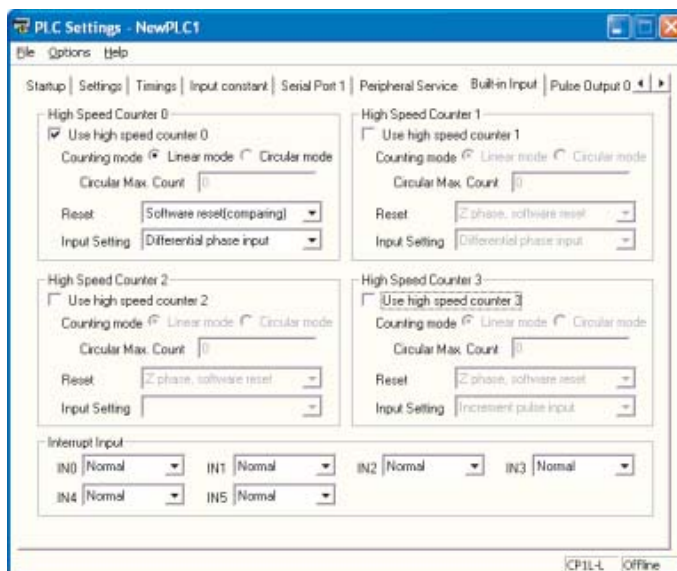 PLC Settings - NewPLC1
File Options Help
Startup Settings Timings Input constant Serial Port 1 Peripheral Service Built-in Input Pulse Output 0
High Speed Counter 0
Use high speed counter 0
Counting mode Linear mode Circular mode
Circular Max. Count 0
Reset Software reset(comparing)
Input Setting Differential phase input
High Speed Counter 1
Use high speed counter 1
Counting mode Linear mode Circular mode
Circular Max. Count 0
Reset Z phase, software reset
Input Setting Differential phase input
High Speed Counter 2
Use high speed counter 2
Counting mode Linear mode Circular mode
Circular Max. Count 0
Reset Z phase, software reset
Input Setting
High Speed Counter 3
Use high speed counter 3
Counting mode Linear mode Circular mode
Circular Max. Count 0
Reset Z phase, software reset
Input Setting Increment pulse input
Interrupt Input
IN0 Normal IN1 Normal IN2 Normal IN3 Normal
IN4 Normal IN5 Normal
CP1L-L Offline